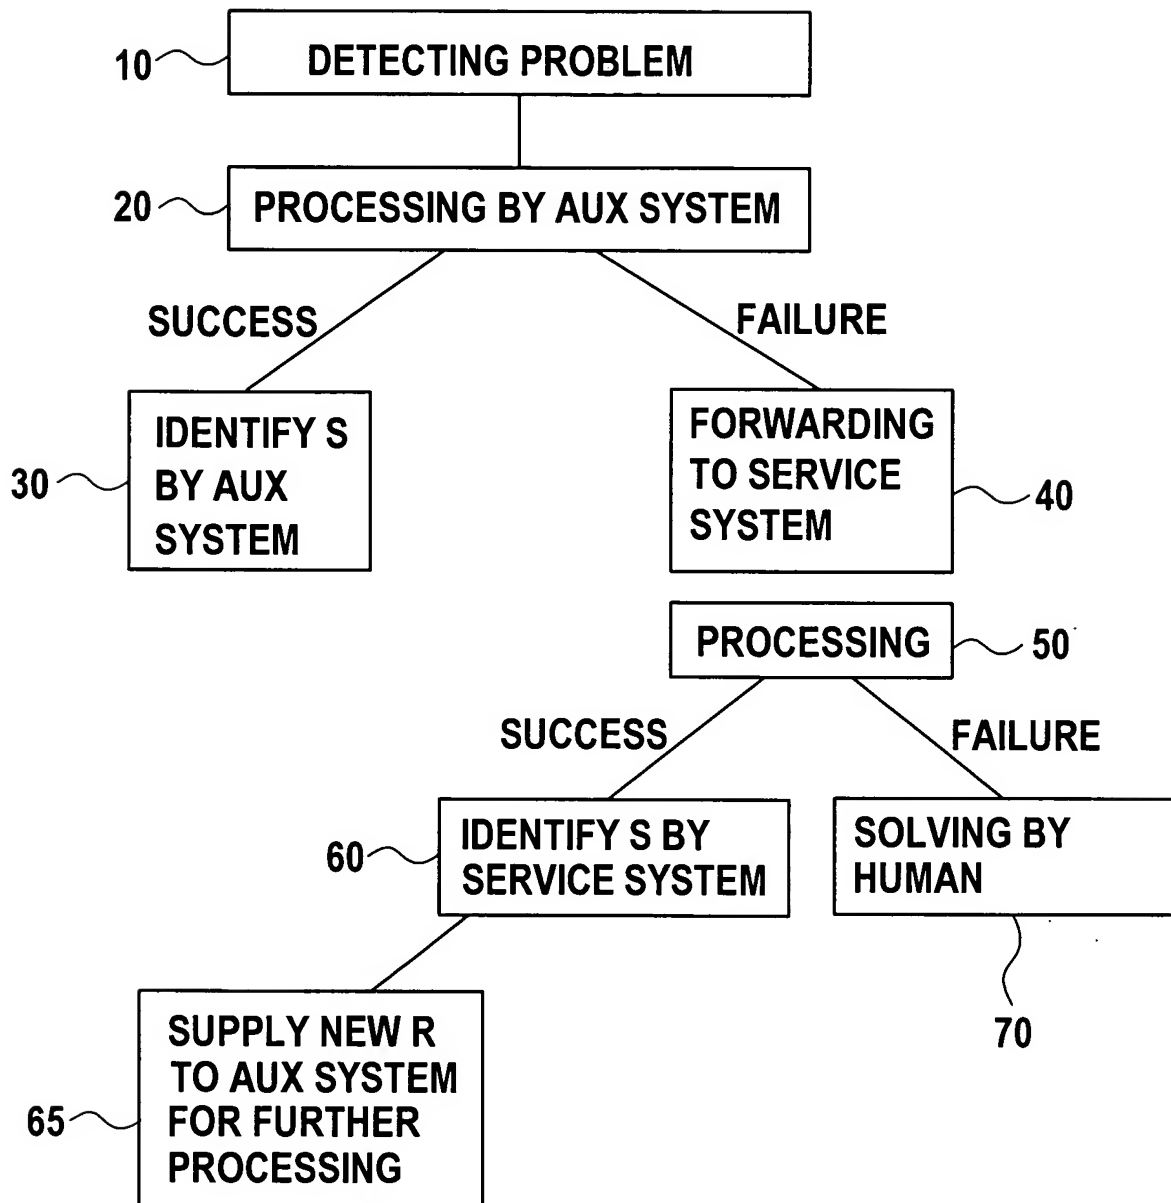 10
DETECTING PROBLEM
20
PROCESSING BY AUX SYSTEM
SUCCESS
FAILURE
30
IDENTIFY S
BY AUX
SYSTEM
FORWARDING
TO SERVICE
SYSTEM
40
PROCESSING
50
SUCCESS
FAILURE
60
IDENTIFY S BY
SERVICE SYSTEM
SOLVING BY
HUMAN
70
65
SUPPLY NEW R
TO AUX SYSTEM
FOR FURTHER
PROCESSING